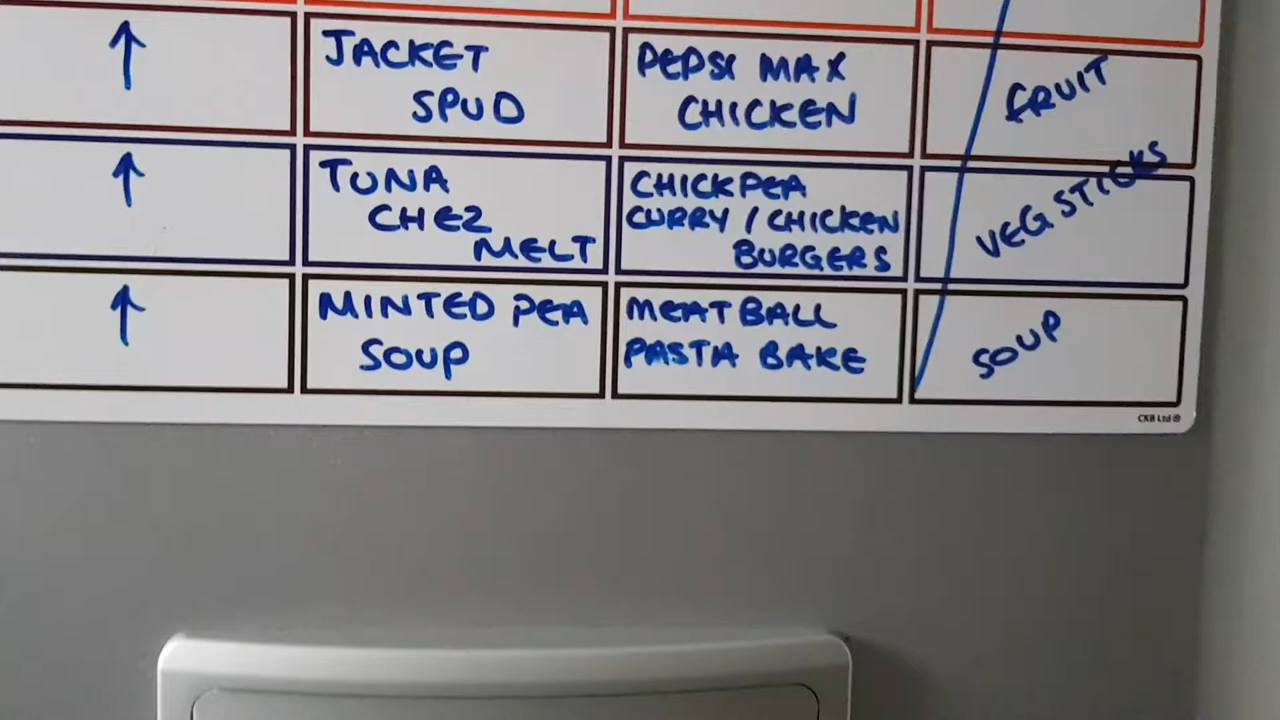 ↑
JACKET
SPUD
PEPSI MAX
CHICKEN
FRUIT
↑
TUNA
CHEZ
MELT
CHICKPEA
CURRY / CHICKEN
BURGERS
VEG STICKS
↑
MINTED PEA
SOUP
MEATBALL
PASTA BAKE
SOUP
CKB Ltd ®